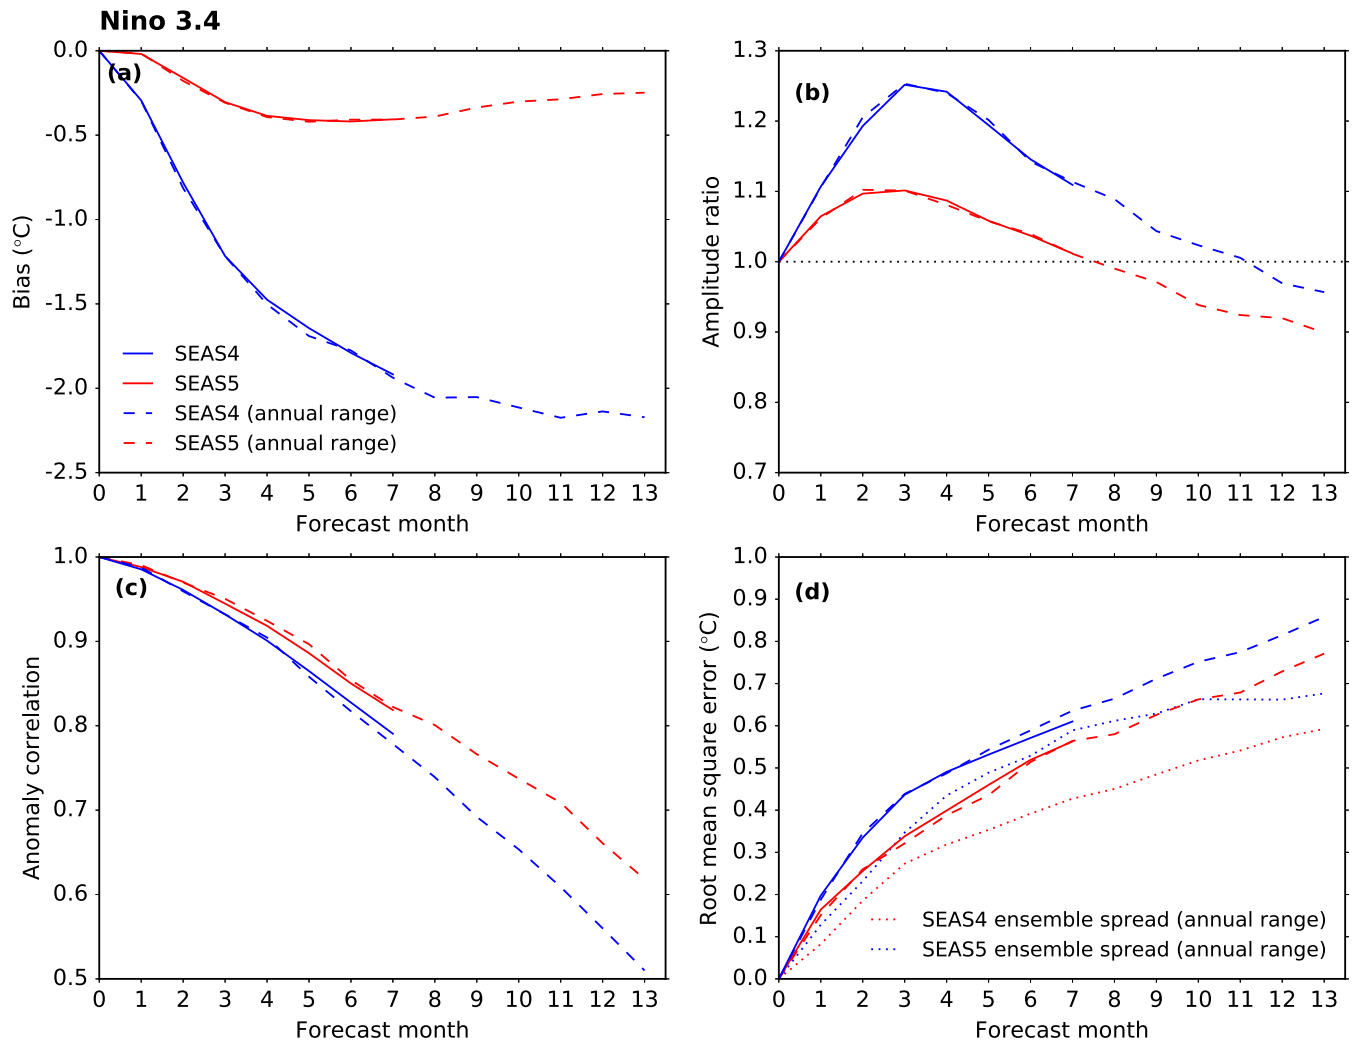 Nino 3.4
(a)
0.0
-0.5
-1.0
-1.5
-2.0
-2.5
Bias (°C)
SEAS4
SEAS5
SEAS4 (annual range)
SEAS5 (annual range)
0 1 2 3 4 5 6 7 8 9 10 11 12 13
Forecast month
(b)
1.3
1.2
1.1
1.0
0.9
0.8
0.7
Amplitude ratio
0 1 2 3 4 5 6 7 8 9 10 11 12 13
Forecast month
(c)
1.0
0.9
0.8
0.7
0.6
0.5
Anomaly correlation
0 1 2 3 4 5 6 7 8 9 10 11 12 13
Forecast month
(d)
1.0
0.9
0.8
0.7
0.6
0.5
0.4
0.3
0.2
0.1
0.0
Root mean square error (°C)
SEAS4 ensemble spread (annual range)
SEAS5 ensemble spread (annual range)
0 1 2 3 4 5 6 7 8 9 10 11 12 13
Forecast month